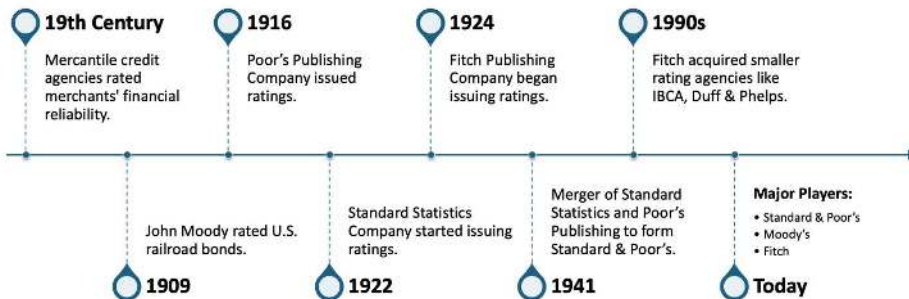 19th Century
Mercantile credit
agencies rated
merchants' financial
reliability.
1916
Poor's Publishing
Company issued
ratings.
1924
Fitch Publishing
Company began
issuing ratings.
1990s
Fitch acquired smaller
rating agencies like
IBCA, Duff & Phelps.
John Moody rated U.S.
railroad bonds.
1909
Standard Statistics
Company started issuing
ratings.
1922
Merger of Standard
Statistics and Poor's
Publishing to form
Standard & Poor's.
1941
Major Players:
• Standard & Poor's
• Moody's
• Fitch
Today